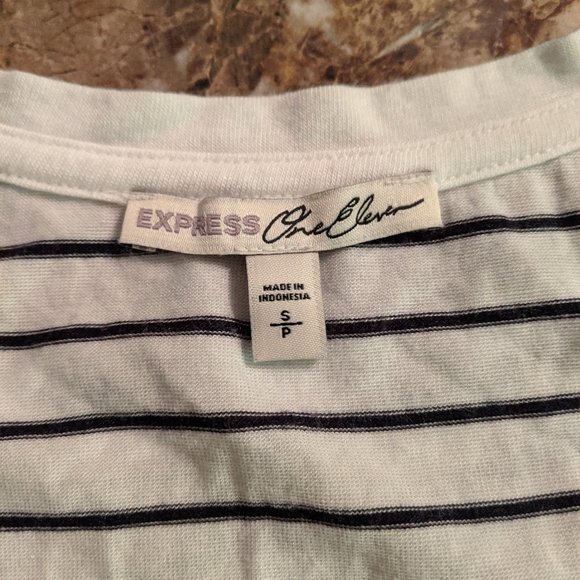 EXPRESS One Eleven
MADE IN
INDONESIA
S
P